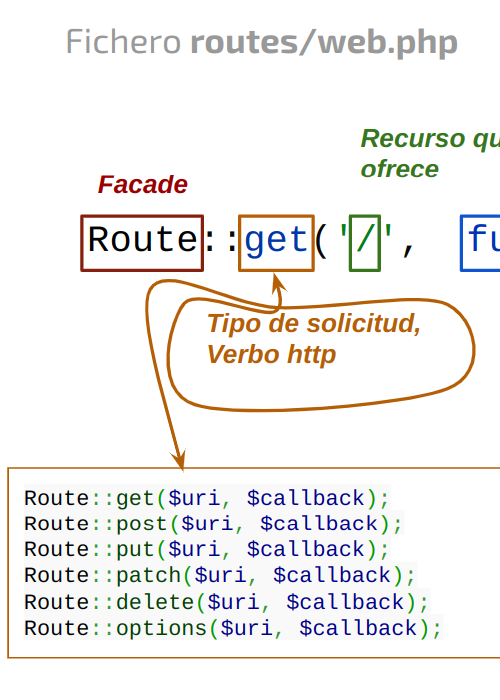 Fichero routes/web.php
Recurso qu
ofrece
Facade
Route::get('/', fu
Tipo de solicitud,
Verbo http
Route::get($uri, $callback);
Route::post($uri, $callback);
Route::put($uri, $callback);
Route::patch($uri, $callback);
Route::delete($uri, $callback);
Route::options($uri, $callback);